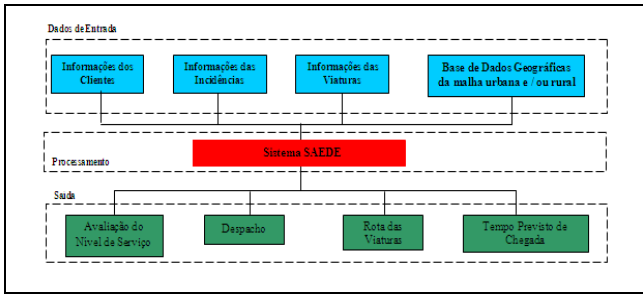 Dados de Entrada
Informações dos
Clientes
Informações das
Incidências
Informações das
Viaturas
Base de Dados Geográficas
da malha urbana e / ou rural
Sistema SAEDE
Processamento
Saída
Avaliação do
Nível de Serviço
Despacho
Rota das
Viaturas
Tempo Previsto de
Chegada